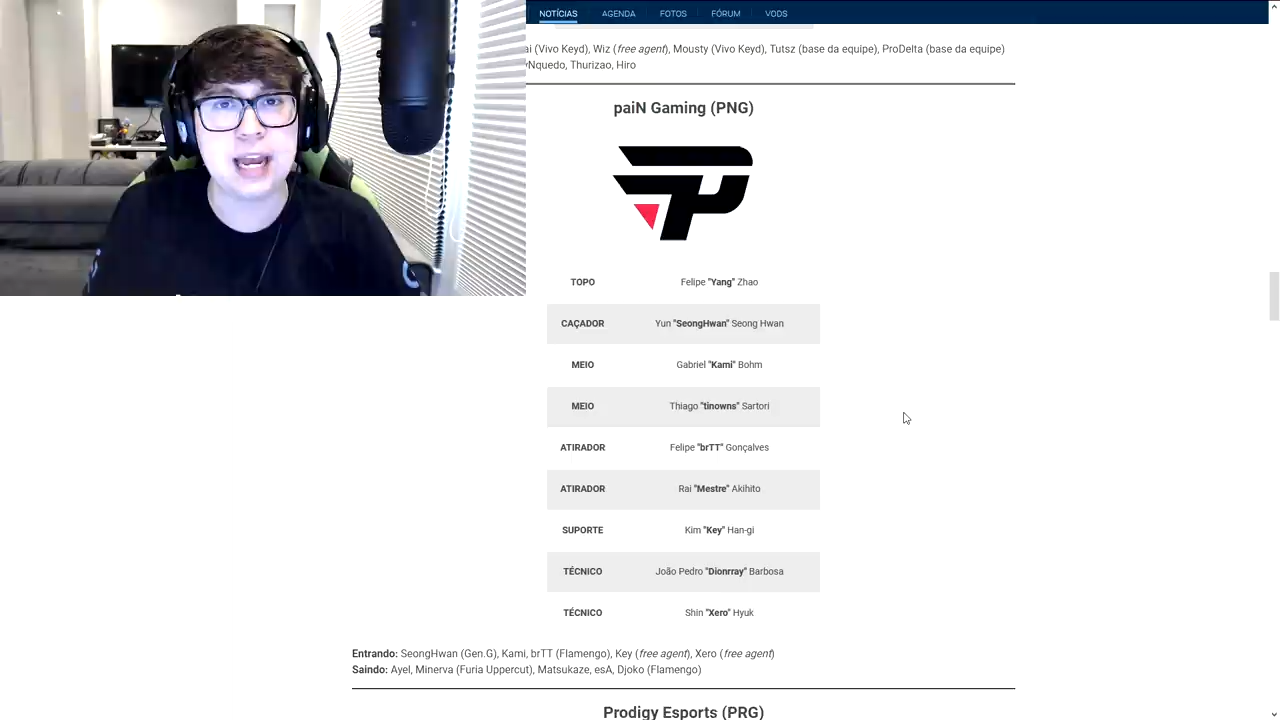 NOTÍCIAS AGENDA FOTOS FÓRUM VODS
(Vivo Keyd), Wiz (free agent), Mousty (Vivo Keyd), Tutsz (base da equipe), ProDelta (base da equipe)
Thurizao, Hiro
paiN Gaming (PNG)
TOPO Felipe "Yang" Zhao
CAÇADOR Yun "SeongHwan" Seong Hwan
MEIO Gabriel "Kami" Bohm
MEIO Thiago "tinowns" Sartori
ATIRADOR Felipe "brTT" Gonçalves
ATIRADOR Rai "Mestre" Akihito
SUPORTE Kim "Key" Han-gi
TÉCNICO João Pedro "Dionrray" Barbosa
TÉCNICO Shin "Xero" Hyuk
Entrando: SeongHwan (Gen.G), Kami, brTT (Flamengo), Key (free agent), Xero (free agent)
Saindo: Ayel, Minerva (Furia Uppercut), Matsukaze, esA, Djoko (Flamengo)
Prodigy Esports (PRG)